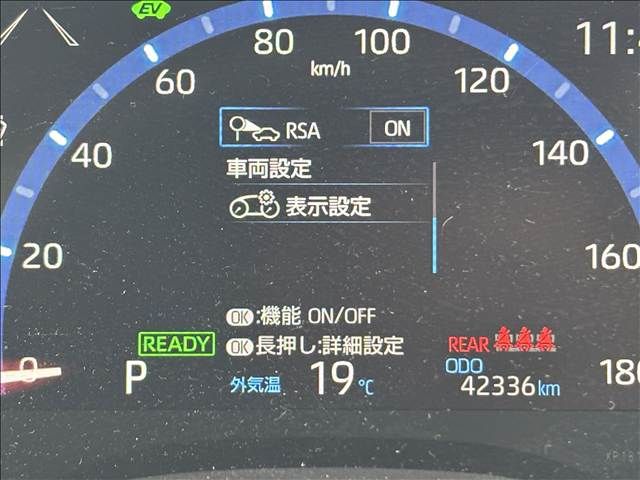 EV
80
100
11:
60
km/h
120
RSA ON
40
140
車両設定
表示設定
20
160
OK:機能 ON/OFF
READY
OK長押し:詳細設定
REAR
0
P
外気温
19℃
ODO
42336km
180